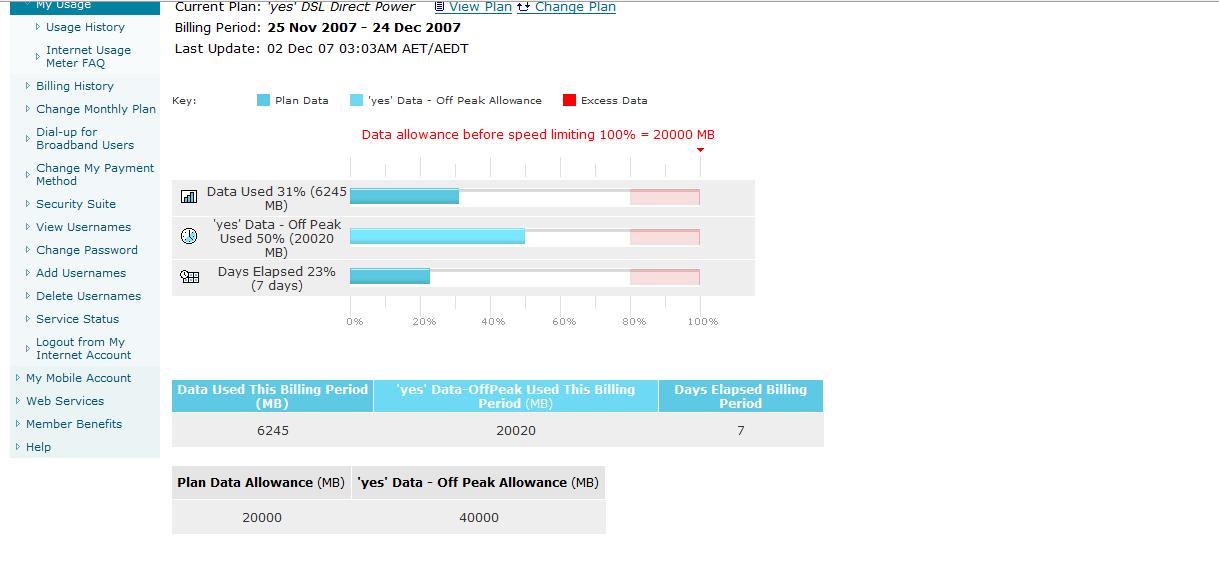 My Usage
Usage History
Internet Usage
Meter FAQ
Billing History
Change Monthly Plan
Dial-up for
Broadband Users
Change My Payment
Method
Security Suite
View Usernames
Change Password
Add Usernames
Delete Usernames
Service Status
Logout from My
Internet Account
My Mobile Account
Web Services
Member Benefits
Help
Current Plan: 'yes' DSL Direct Power View Plan Change Plan
Billing Period: 25 Nov 2007 - 24 Dec 2007
Last Update: 02 Dec 07 03:03AM AET/AEDT
Key: Plan Data 'yes' Data - Off Peak Allowance Excess Data
Data allowance before speed limiting 100% = 20000 MB
Data Used 31% (6245
MB)
'yes' Data - Off Peak
Used 50% (20020
MB)
Days Elapsed 23%
(7 days)
0% 20% 40% 60% 80% 100%
Data Used This Billing Period
(MB)
'yes' Data-OffPeak Used This Billing
Period (MB)
Days Elapsed Billing
Period
6245 20020 7
Plan Data Allowance (MB) 'yes' Data - Off Peak Allowance (MB)
20000 40000